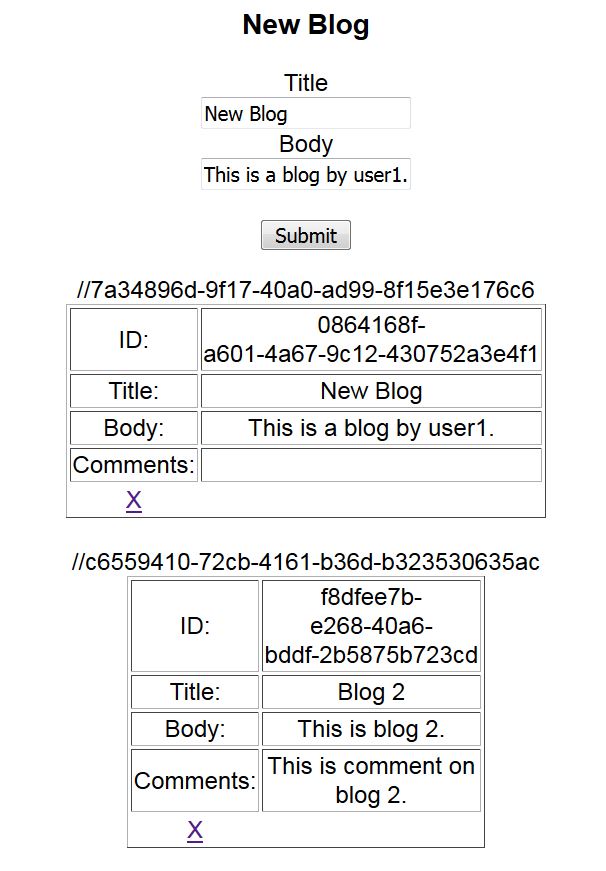 New Blog
Title
New Blog
Body
This is a blog by user1.
Submit
//7a34896d-9f17-40a0-ad99-8f15e3e176c6
ID:
0864168f-
a601-4a67-9c12-430752a3e4f1
Title:
New Blog
Body:
This is a blog by user1.
Comments:
X
//c6559410-72cb-4161-b36d-b323530635ac
ID:
f8dfee7b-
e268-40a6-
bddf-2b5875b723cd
Title:
Blog 2
Body:
This is blog 2.
Comments:
This is comment on
blog 2.
X